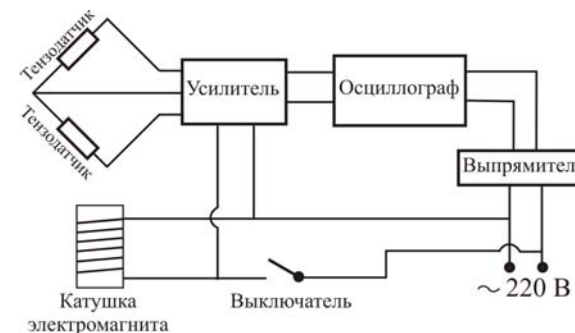 Тензодатчик
Усилитель
Осциллограф
Тензодатчик
Выпрямител
Катушка
электромагнита
Выключатель
~ 220 В